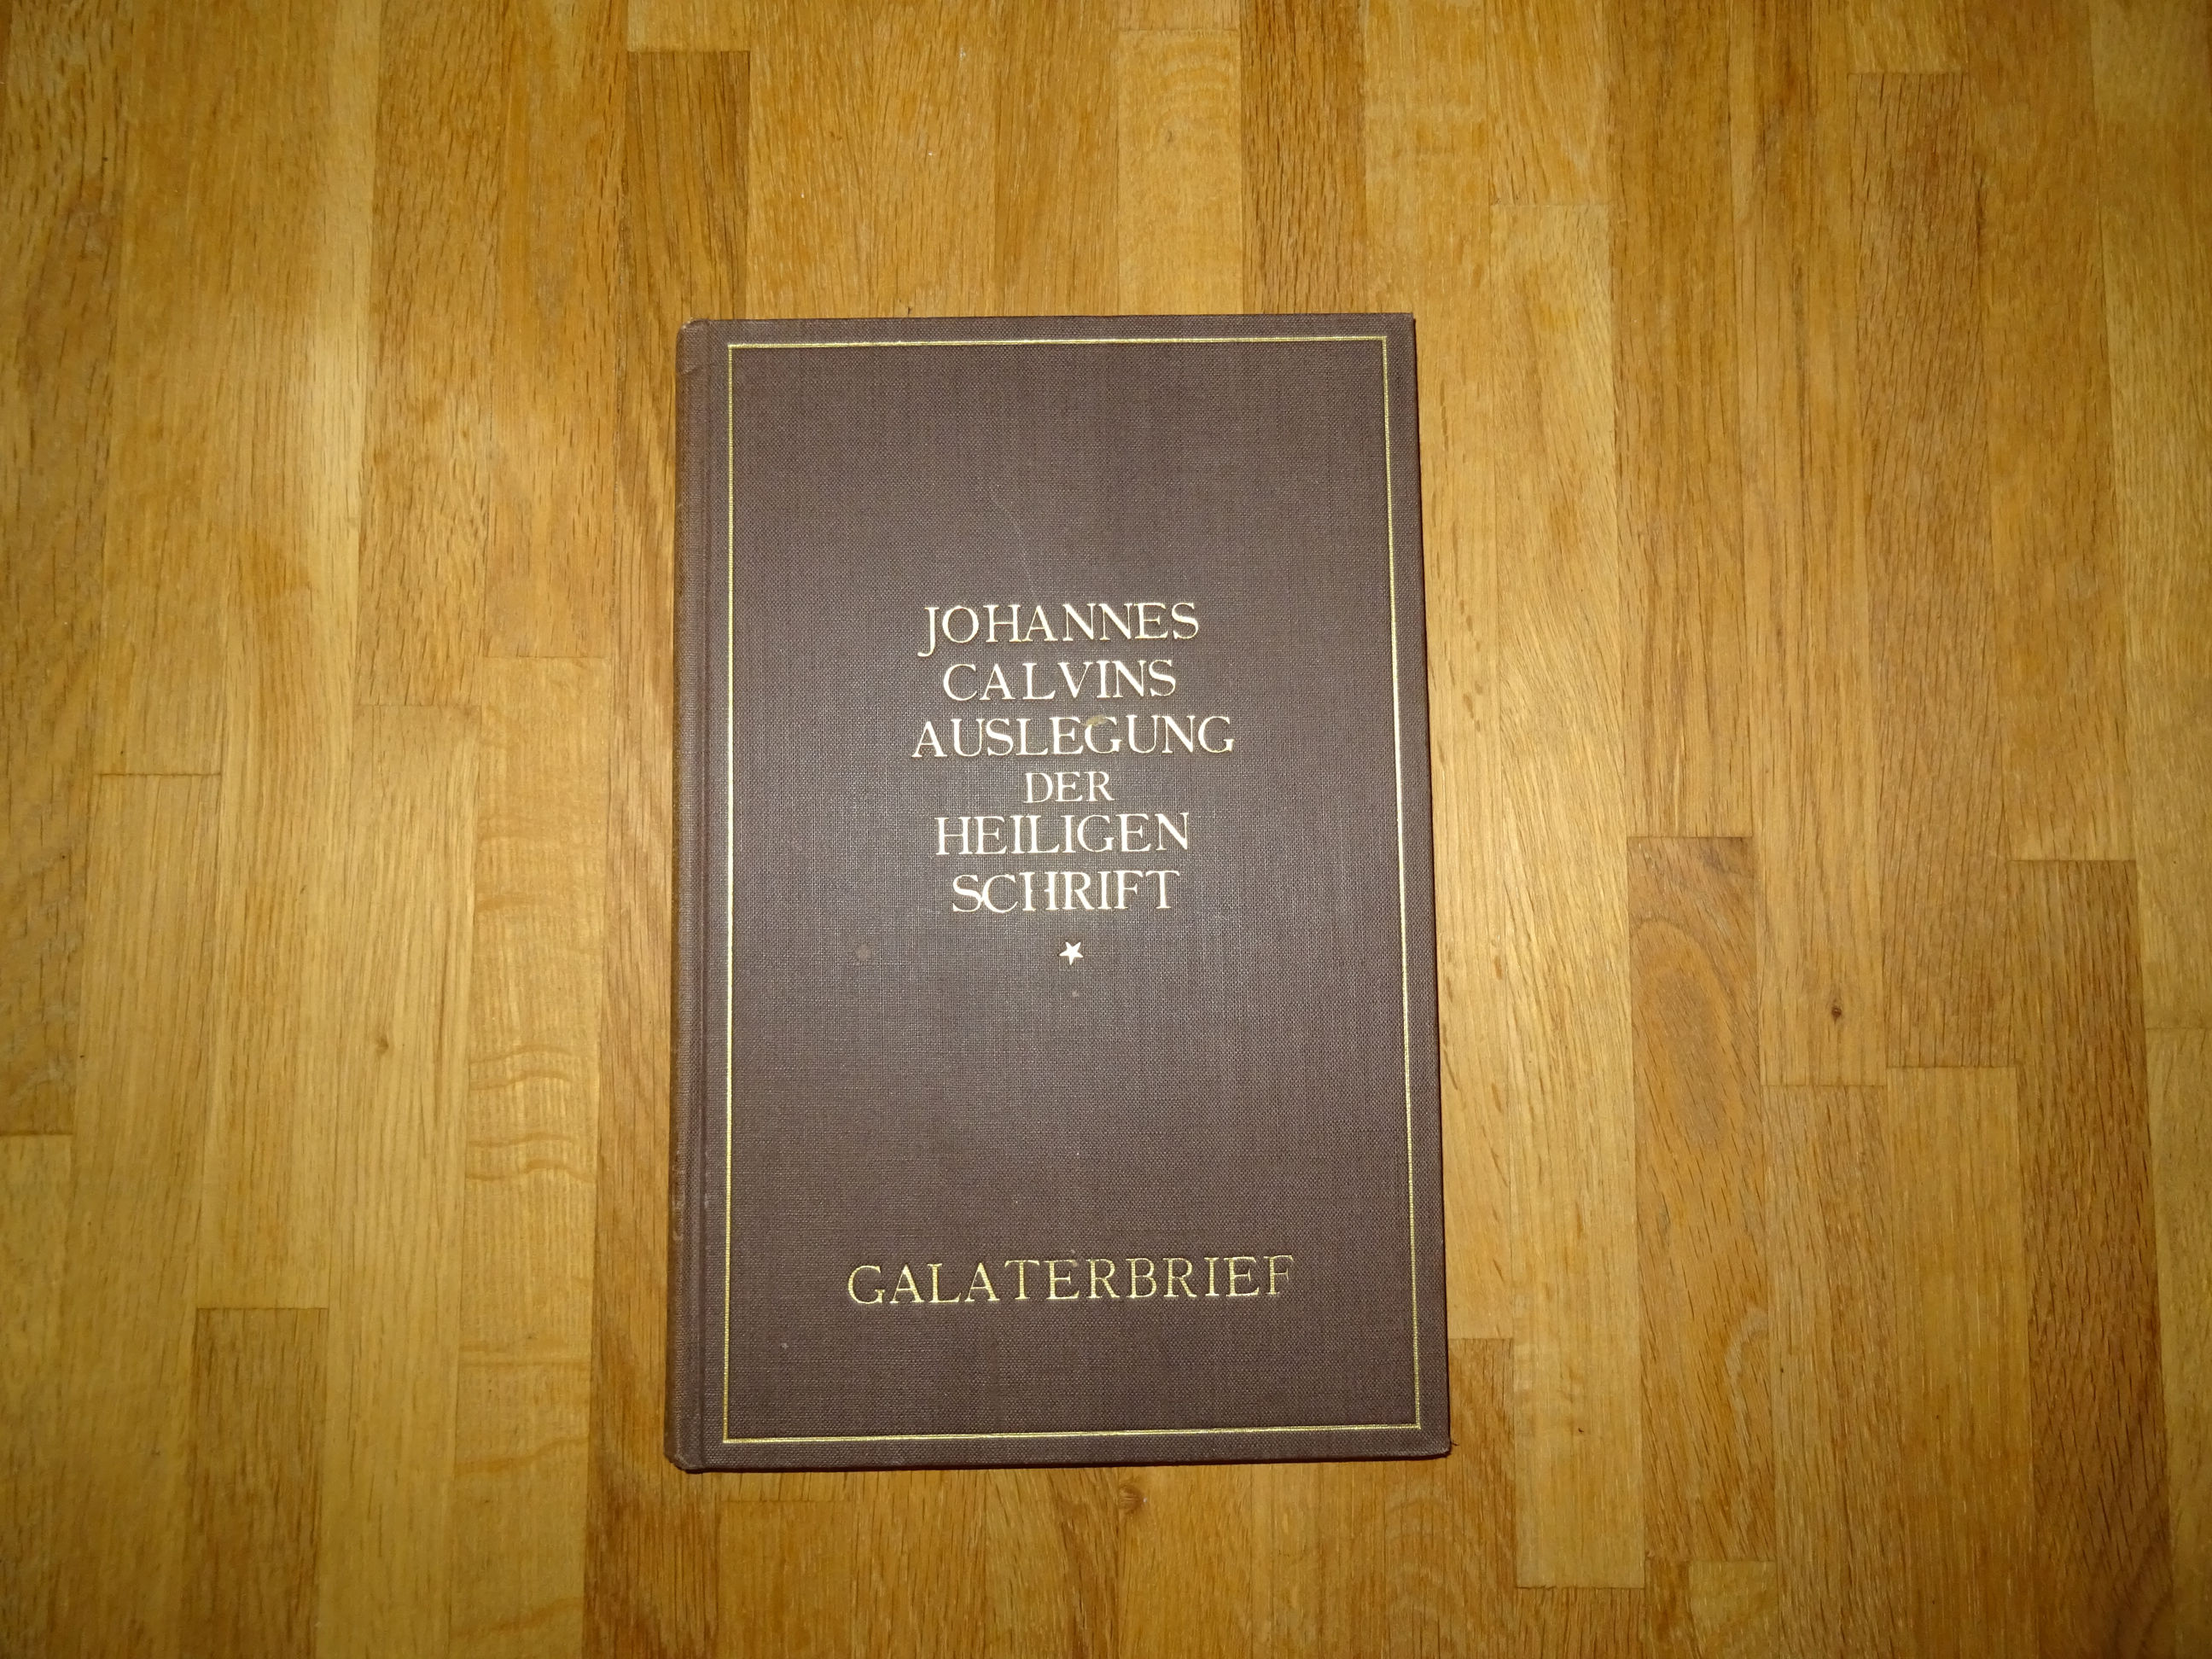 JOHANNES
CALVINS
AUSLEGUNG
DER
HEILIGEN
SCHRIFT
GALATERBRIEF